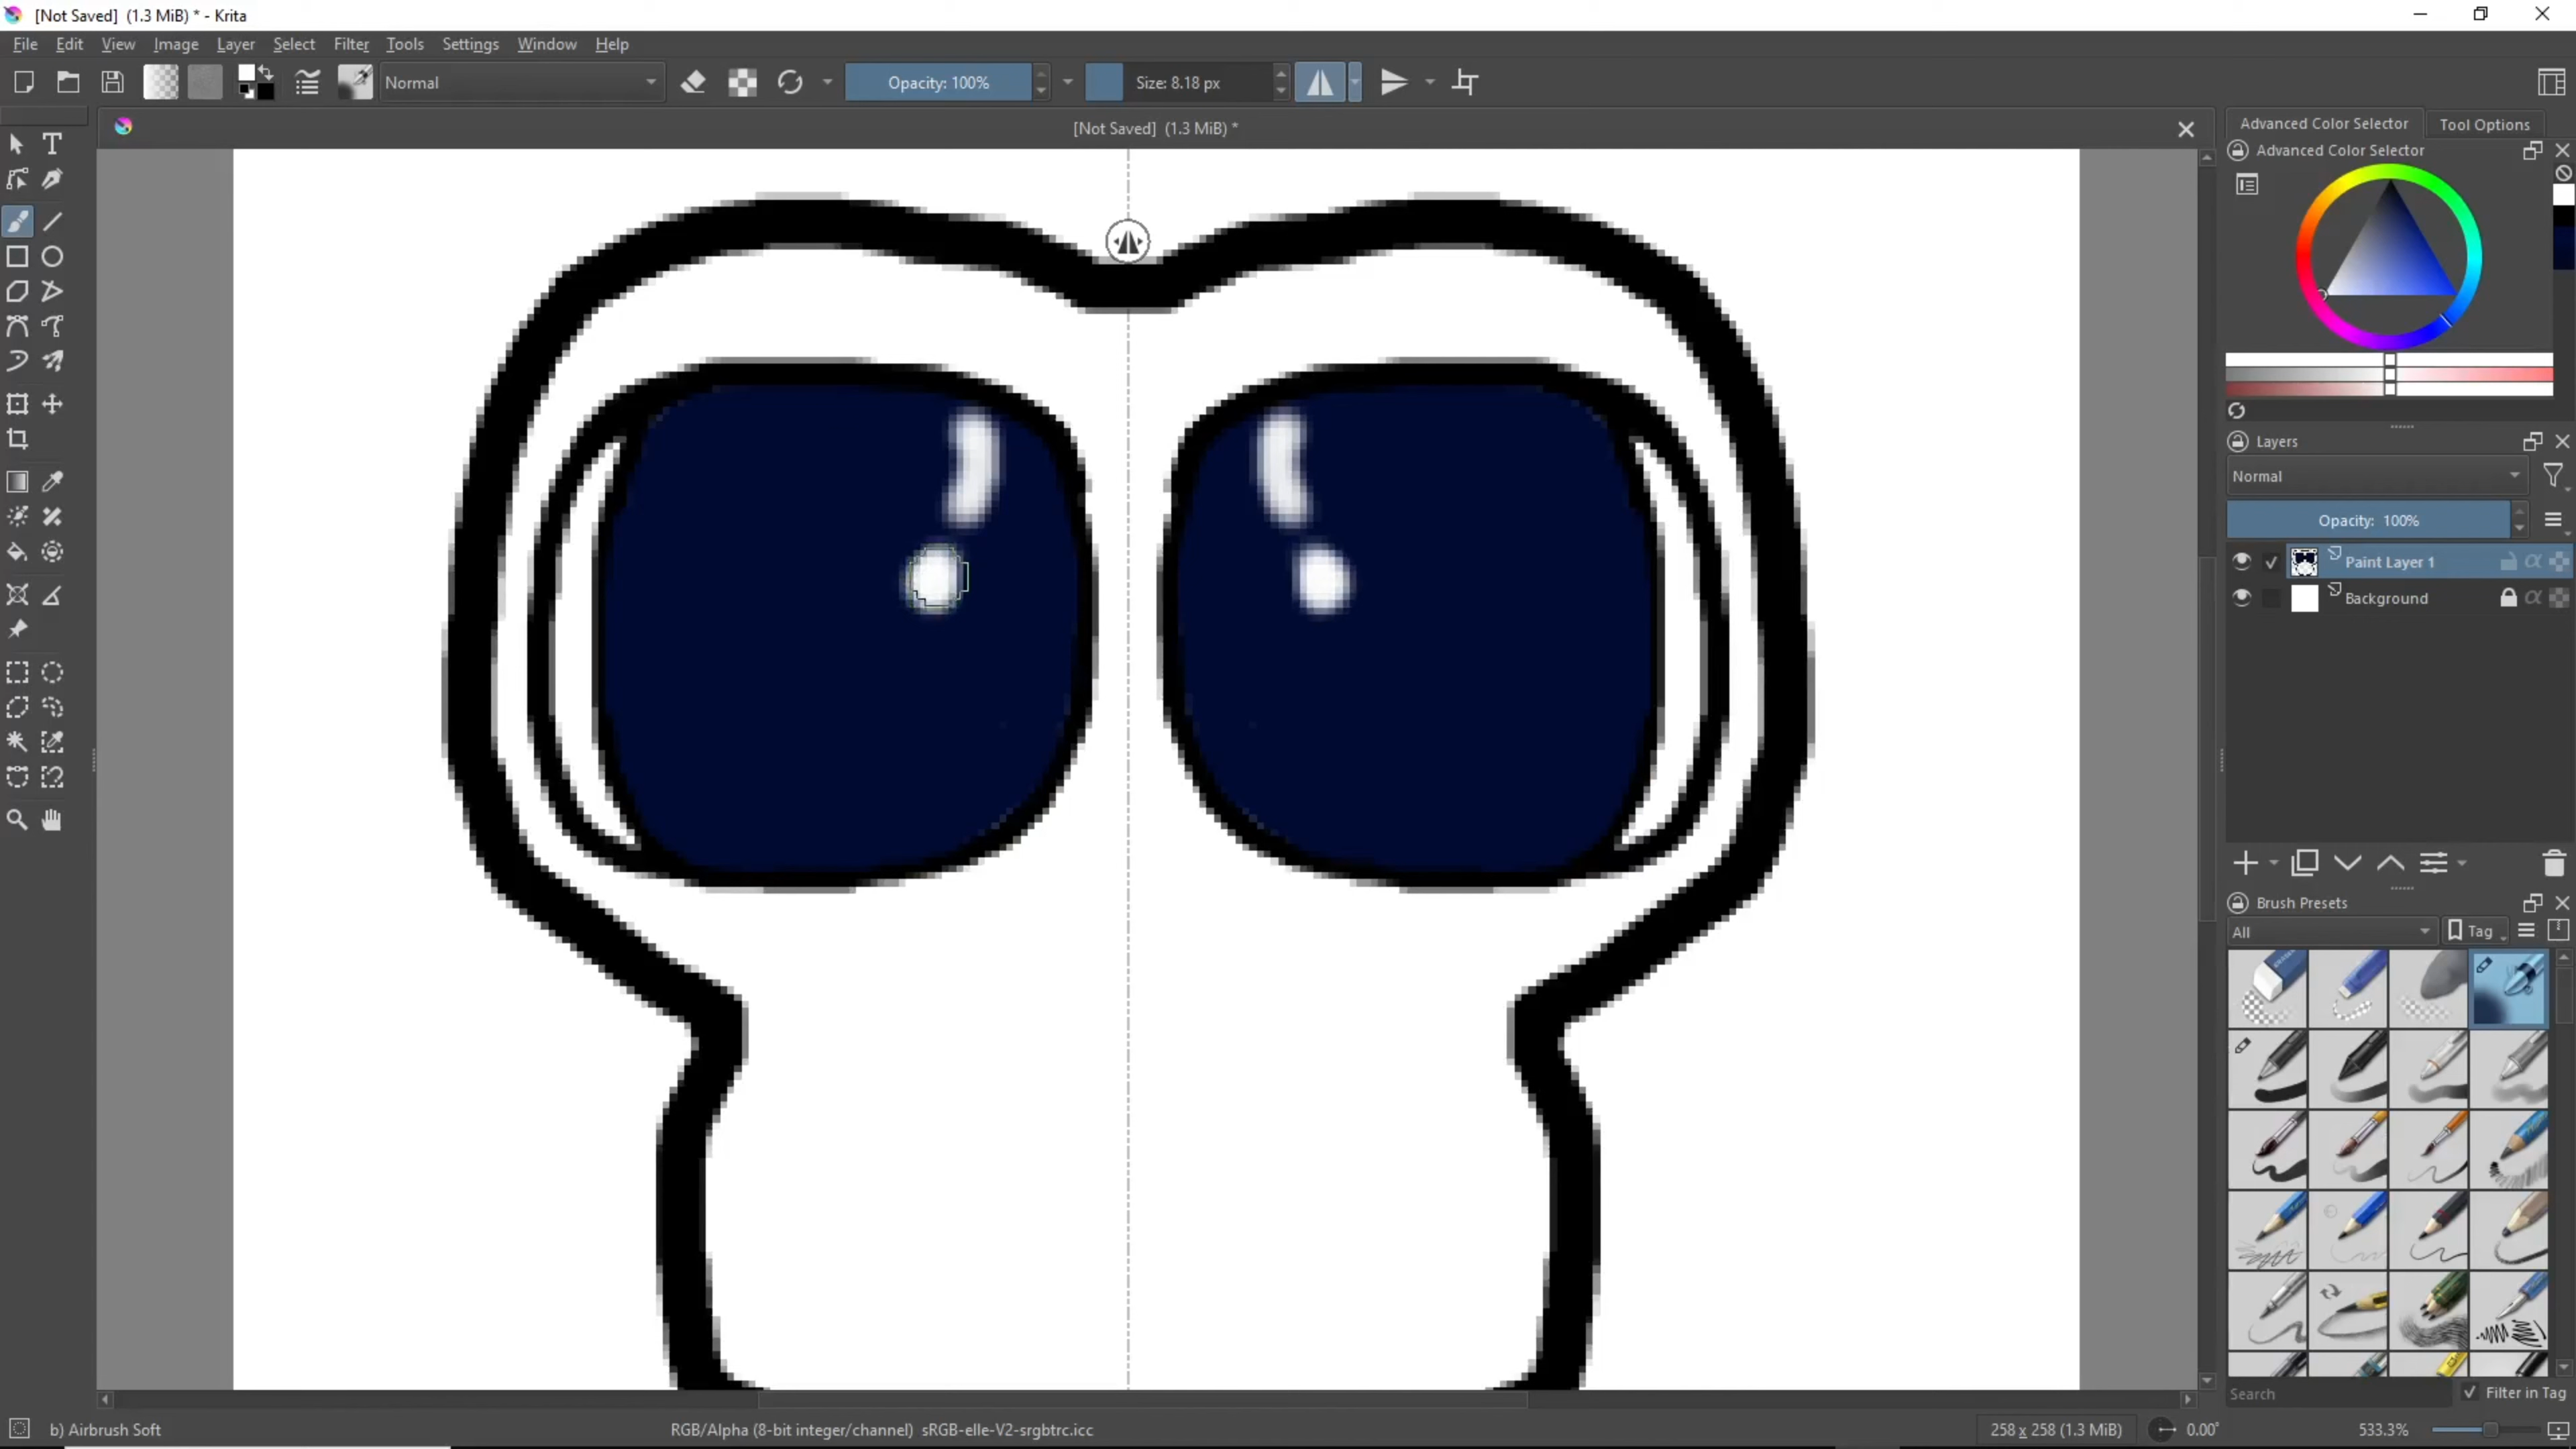 [Not Saved]  (1.3 MiB) * - Krita
File Edit View Image Layer Select Filter Tools Settings Window Help
Normal Opacity: 100% Size: 8.18 px
[Not Saved]  (1.3 MiB) *
Advanced Color Selector Tool Options
Advanced Color Selector
Layers
Normal
Opacity:  100%
Paint Layer 1
Background
Brush Presets
All Tag
Search Filter in Tag
b) Airbrush Soft RGB/Alpha (8-bit integer/channel)  sRGB-elle-V2-srgbtrc.icc 258 x 258 (1.3 MiB) 0.00° 533.3%